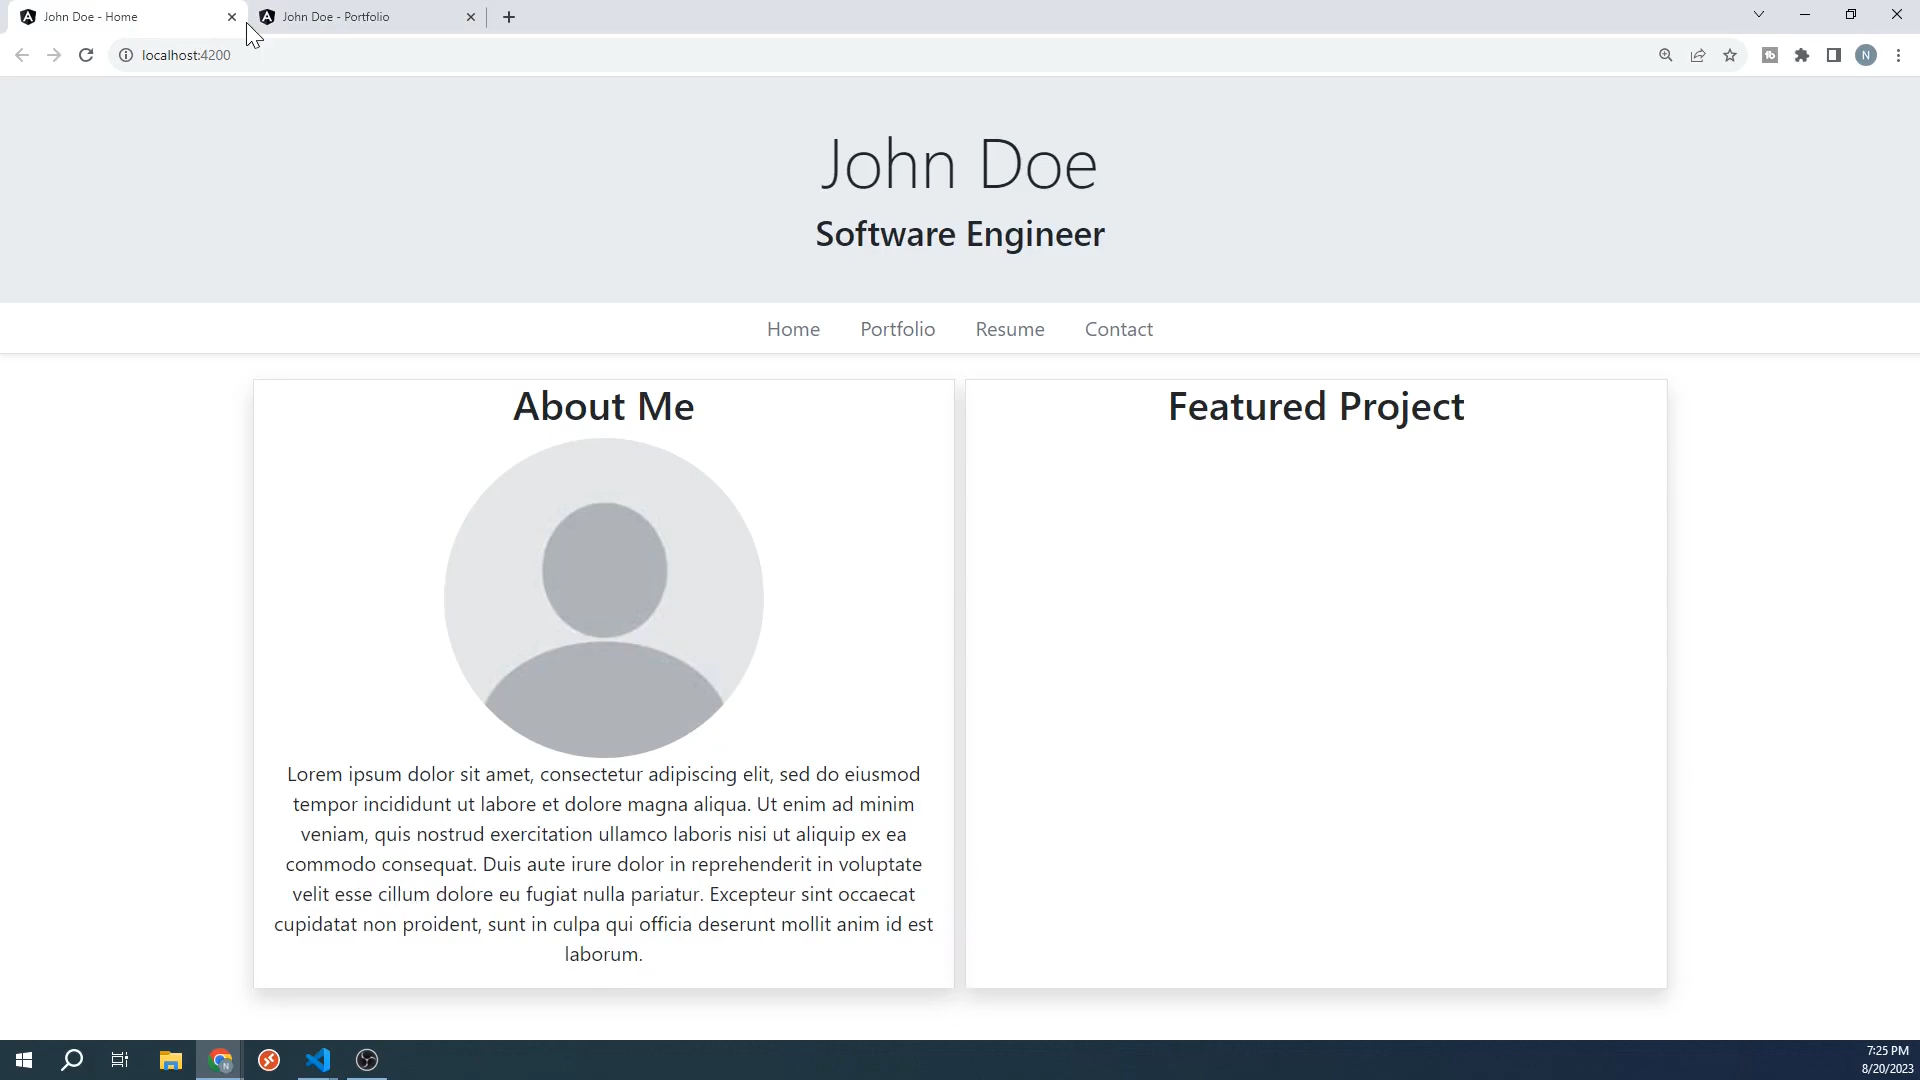 John Doe - Home
John Doe - Portfolio
localhost:4200
N
John Doe
Software Engineer
Home Portfolio Resume Contact
About Me
Featured Project
Lorem ipsum dolor sit amet, consectetur adipiscing elit, sed do eiusmod
tempor incididunt ut labore et dolore magna aliqua. Ut enim ad minim
veniam, quis nostrud exercitation ullamco laboris nisi ut aliquip ex ea
commodo consequat. Duis aute irure dolor in reprehenderit in voluptate
velit esse cillum dolore eu fugiat nulla pariatur. Excepteur sint occaecat
cupidatat non proident, sunt in culpa qui officia deserunt mollit anim id est
laborum.
7:25 PM
8/20/2023